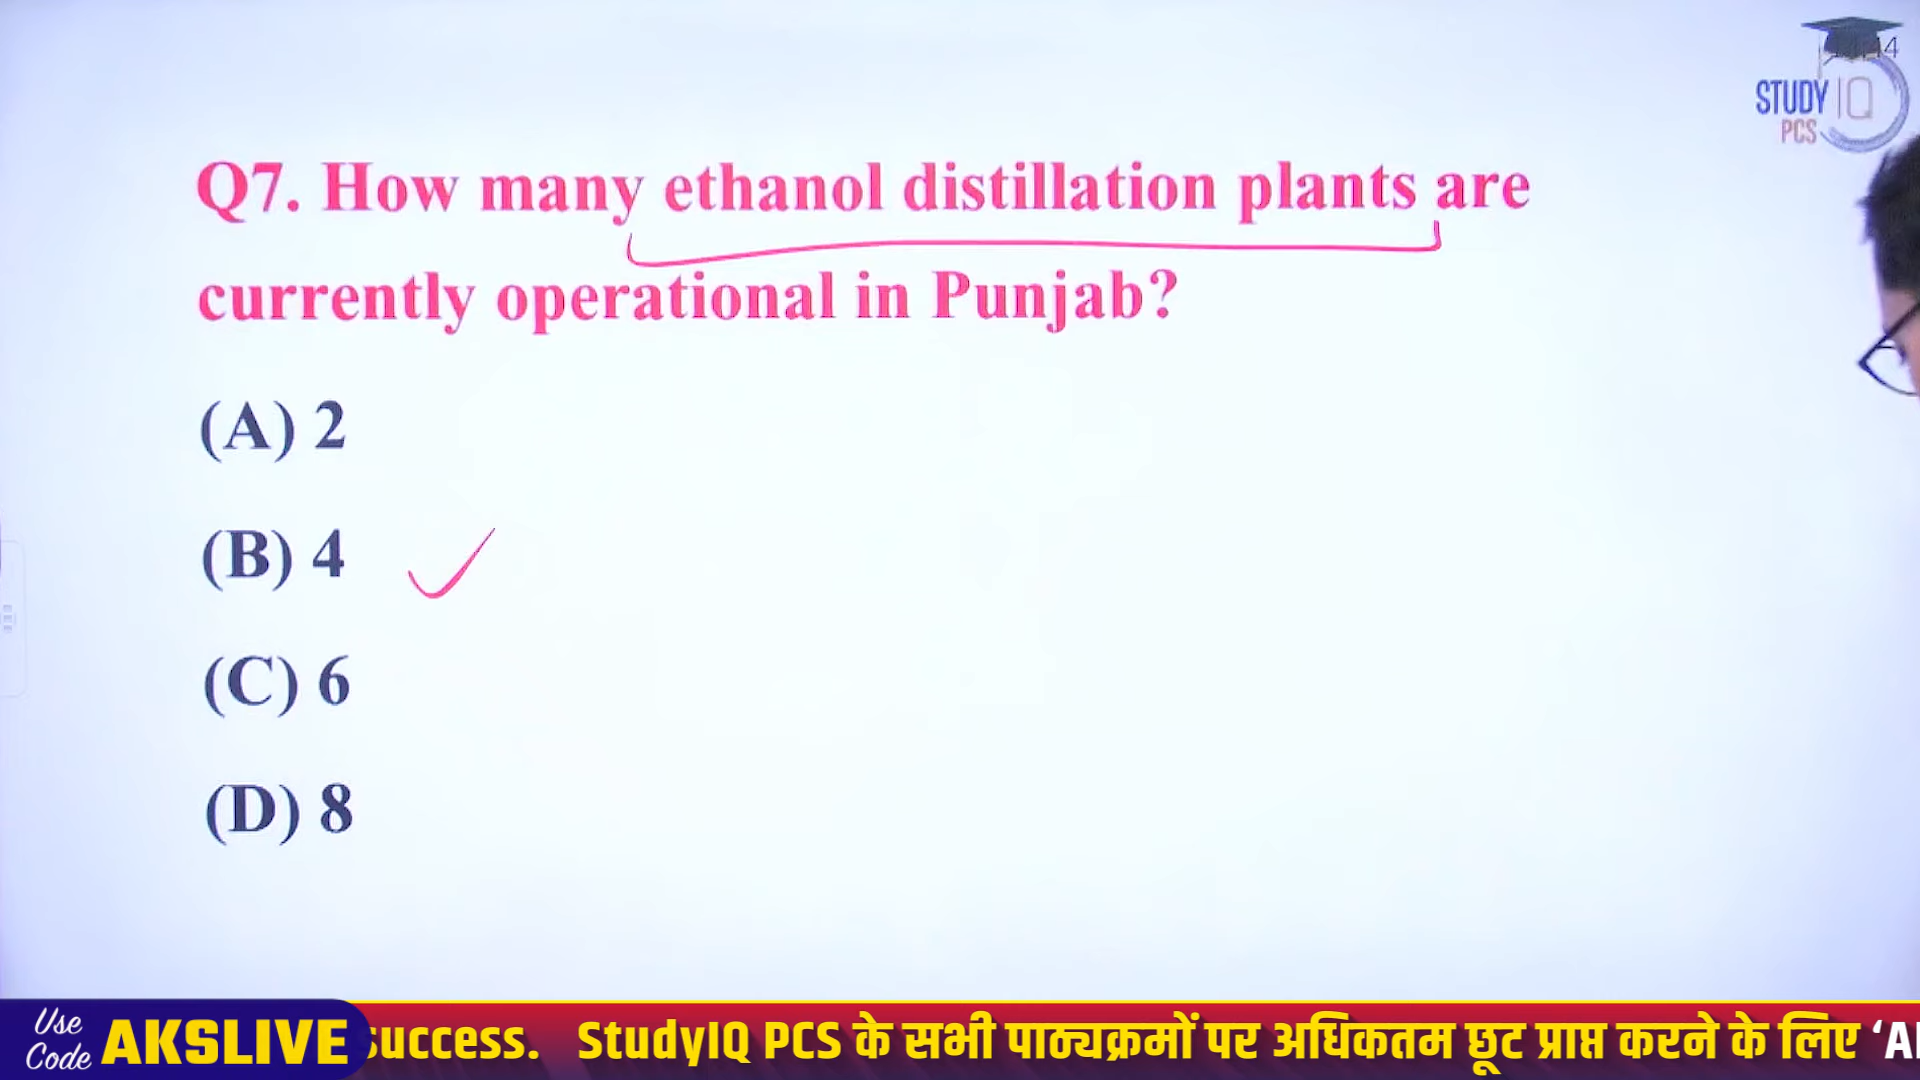 STUDY IQ
PCS
Q7. How many ethanol distillation plants are
currently operational in Punjab?
(A) 2
(B) 4
(C) 6
(D) 8
Use
Code
AKSLIVE
success. StudyIQ PCS के सभी पाठ्यक्रमों पर अधिकतम छूट प्राप्त करने के लिए